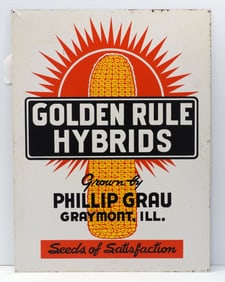 GOLDEN RULE
HYBRIDS
Grown by
PHILLIP GRAU
GRAYMONT, ILL.
Seeds of Satisfaction